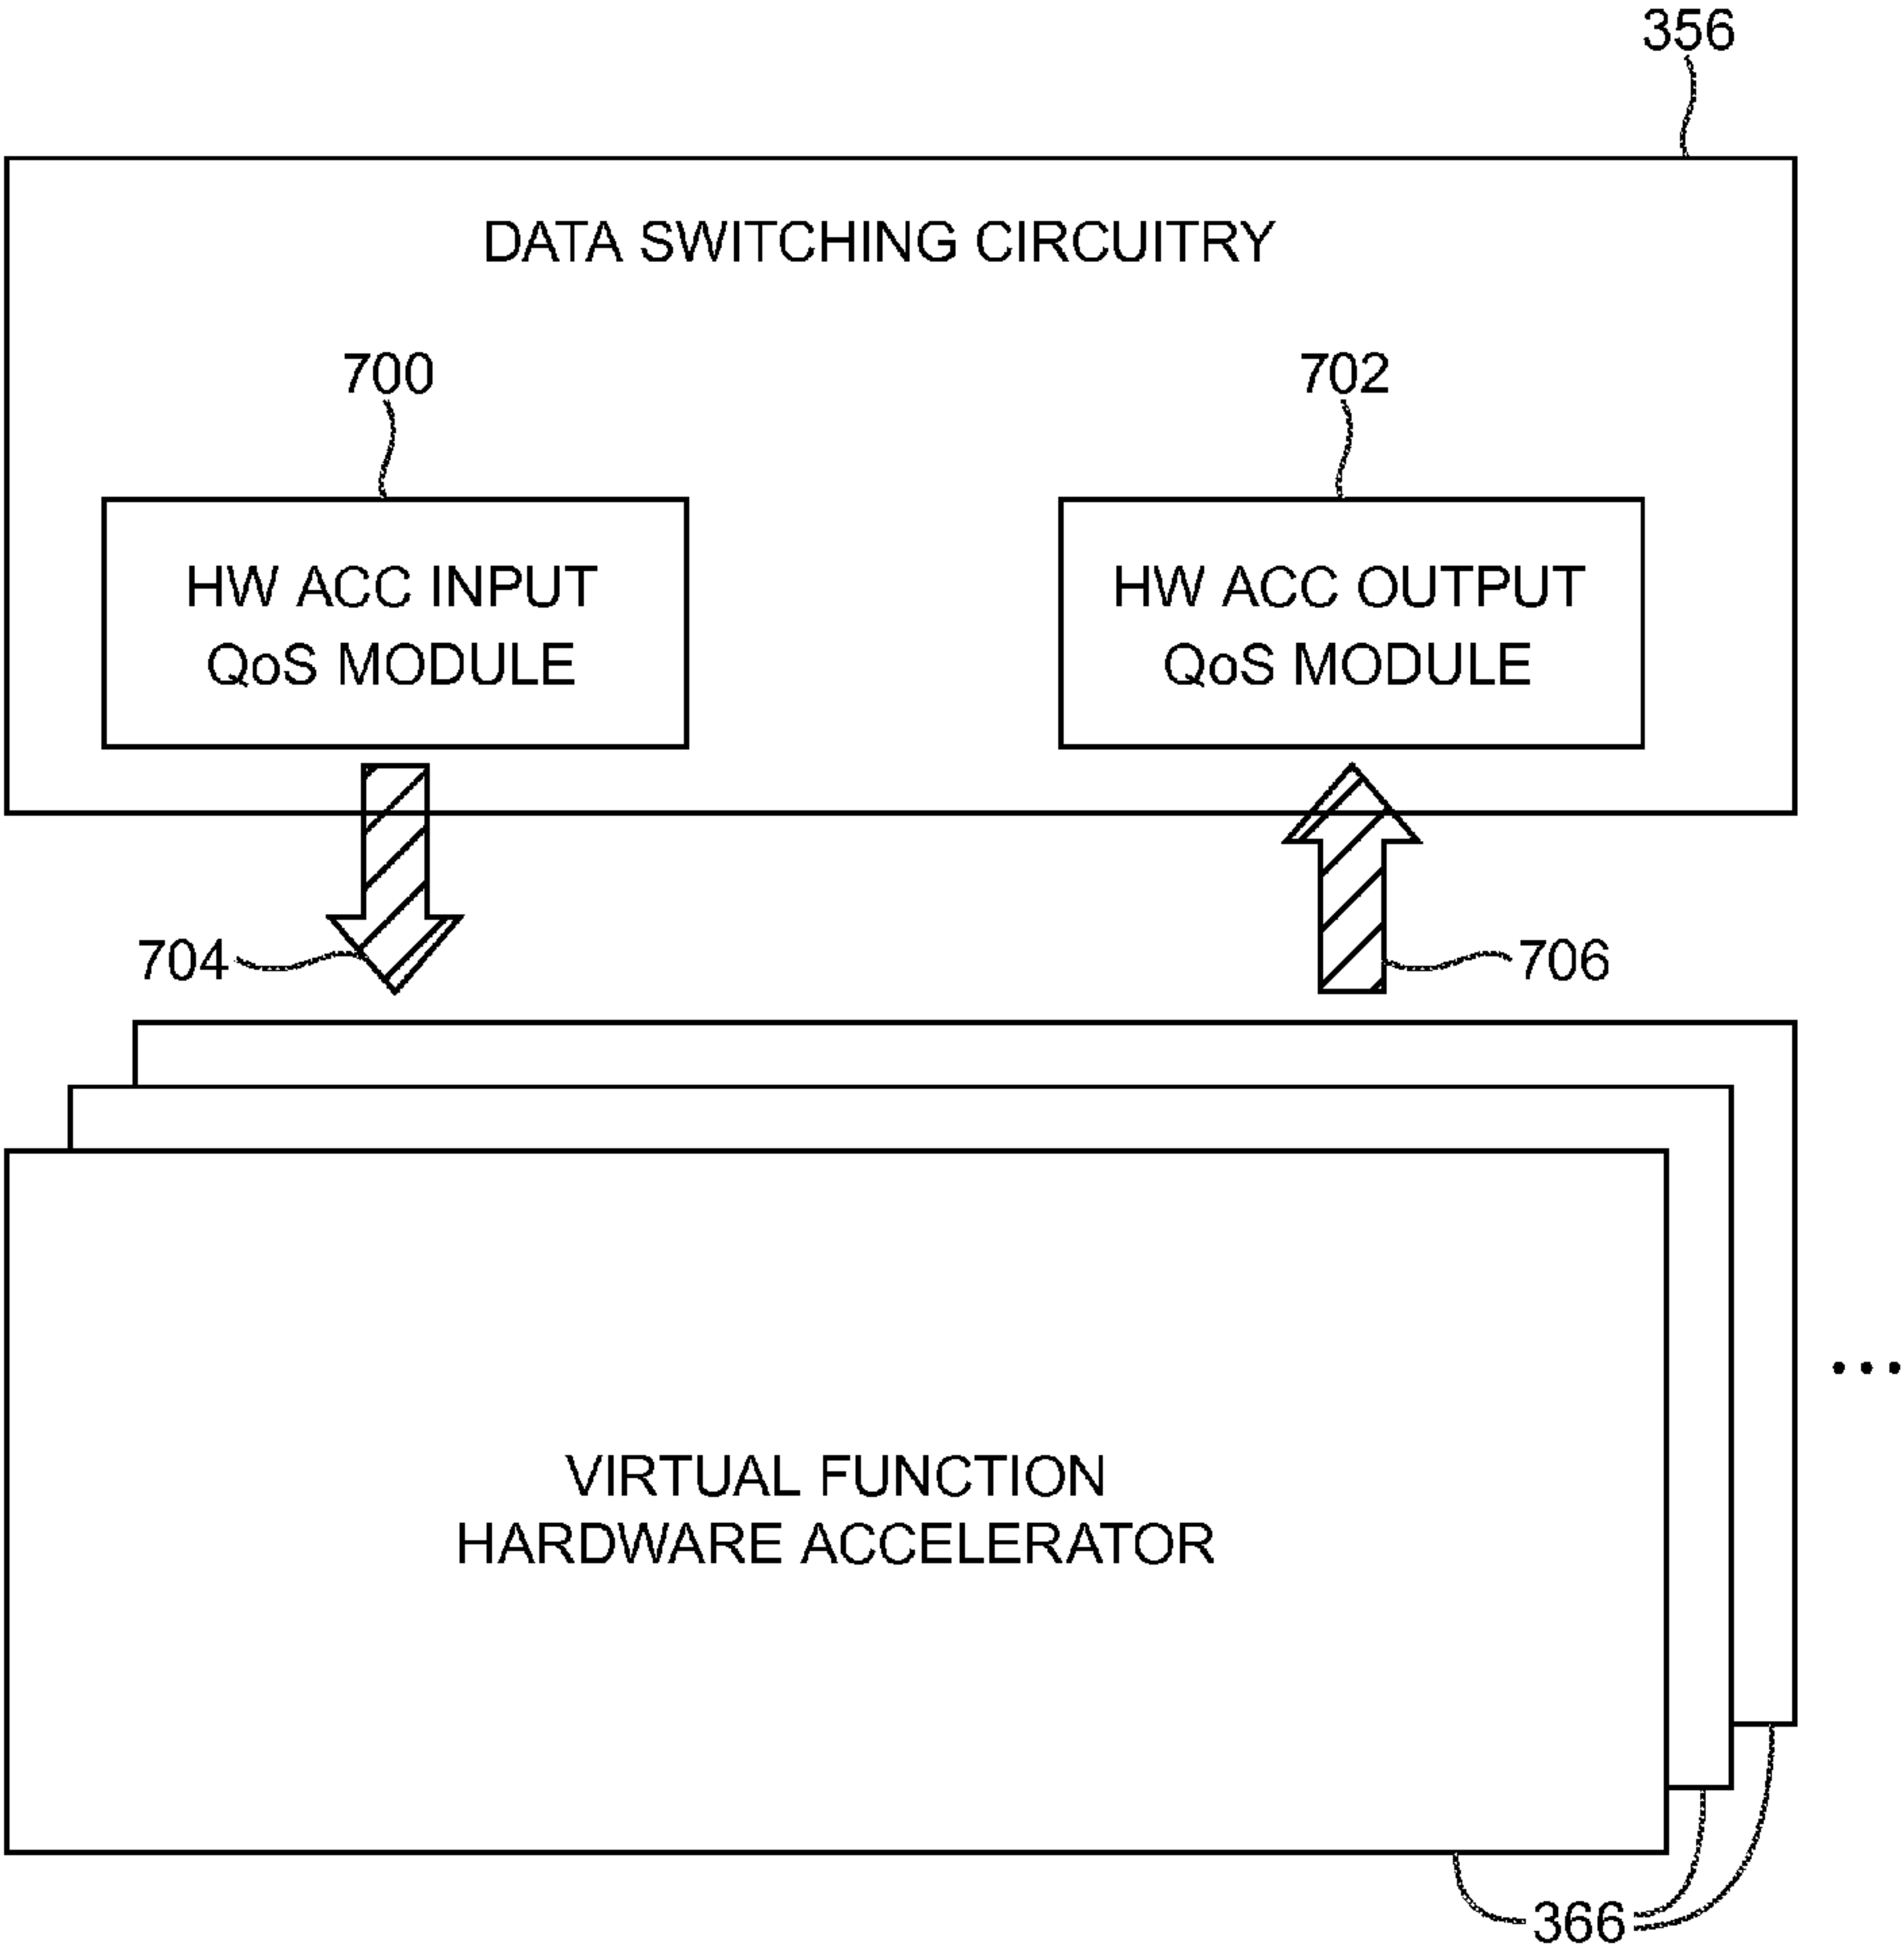 356
DATA SWITCHING CIRCUITRY
700
702
HW ACC INPUT
QoS MODULE
HW ACC OUTPUT
QoS MODULE
704
706
...
VIRTUAL FUNCTION
HARDWARE ACCELERATOR
366